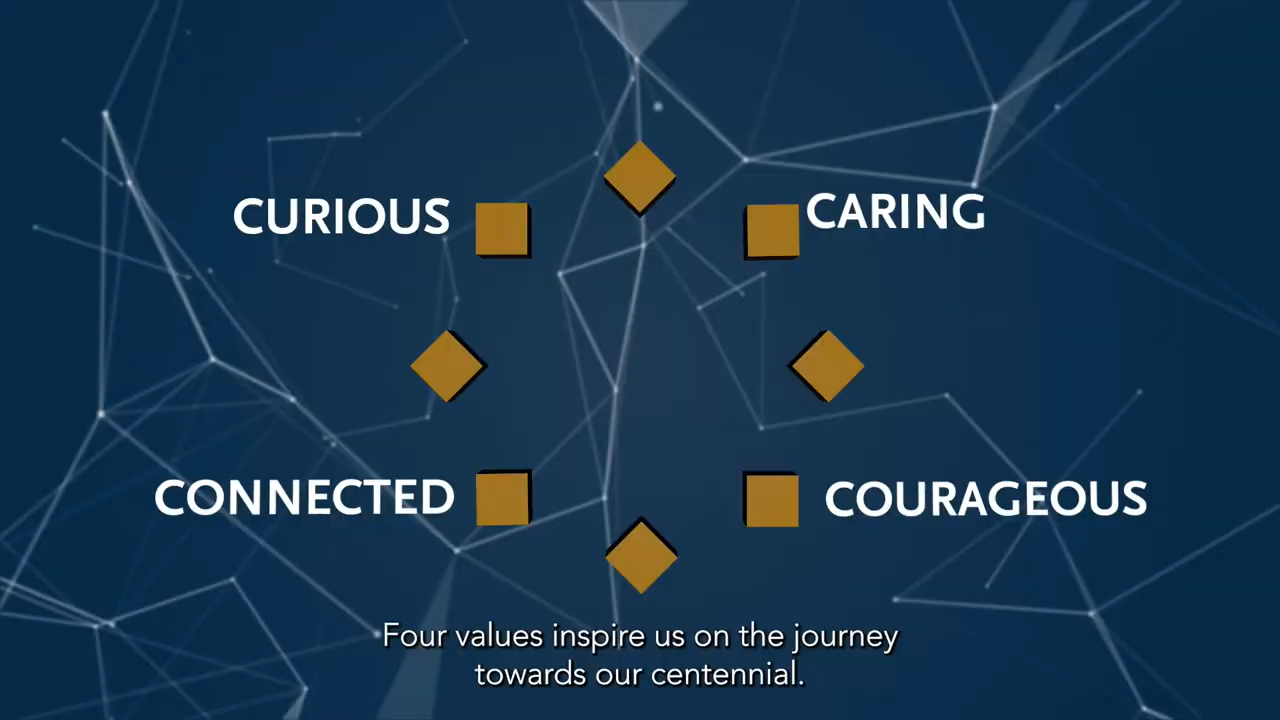 CURIOUS
CARING
CONNECTED
COURAGEOUS
Four values inspire us on the journey
towards our centennial.